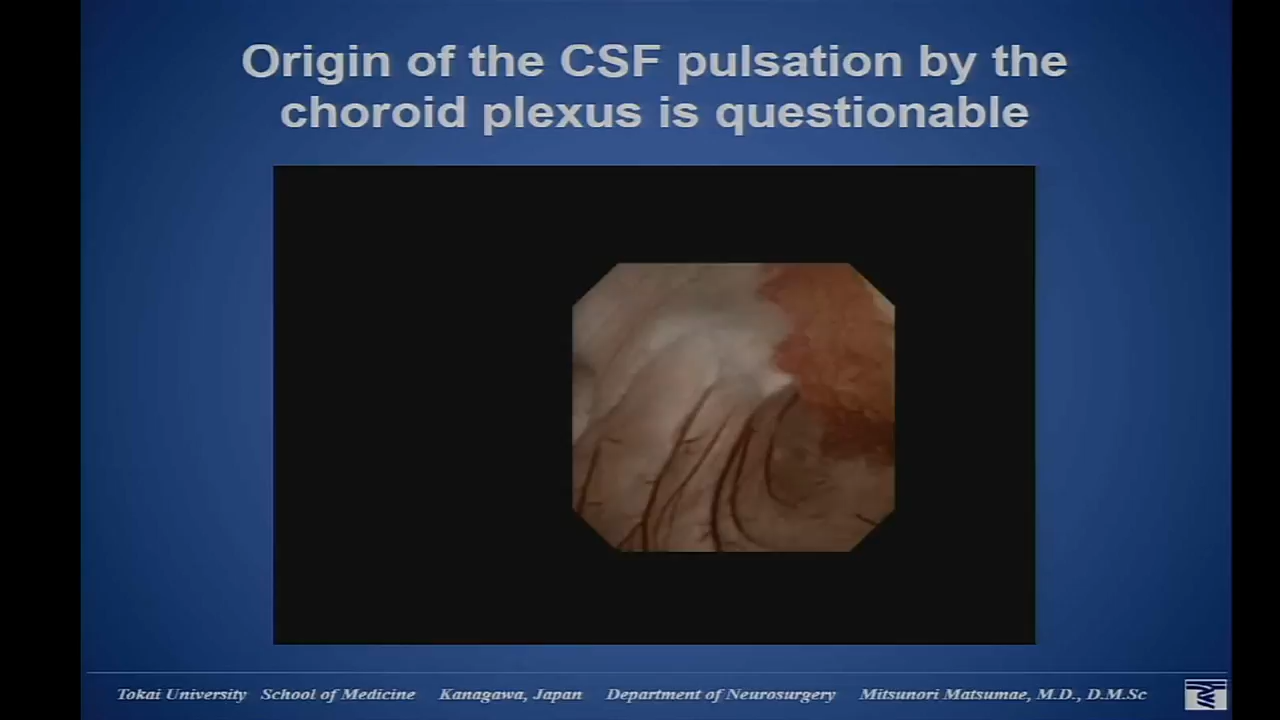 Origin of the CSF pulsation by the
choroid plexus is questionable
Tokai University School of Medicine Kanagawa, Japan Department of Neurosurgery Mitsunori Matsumae, M.D., D.M.Sc